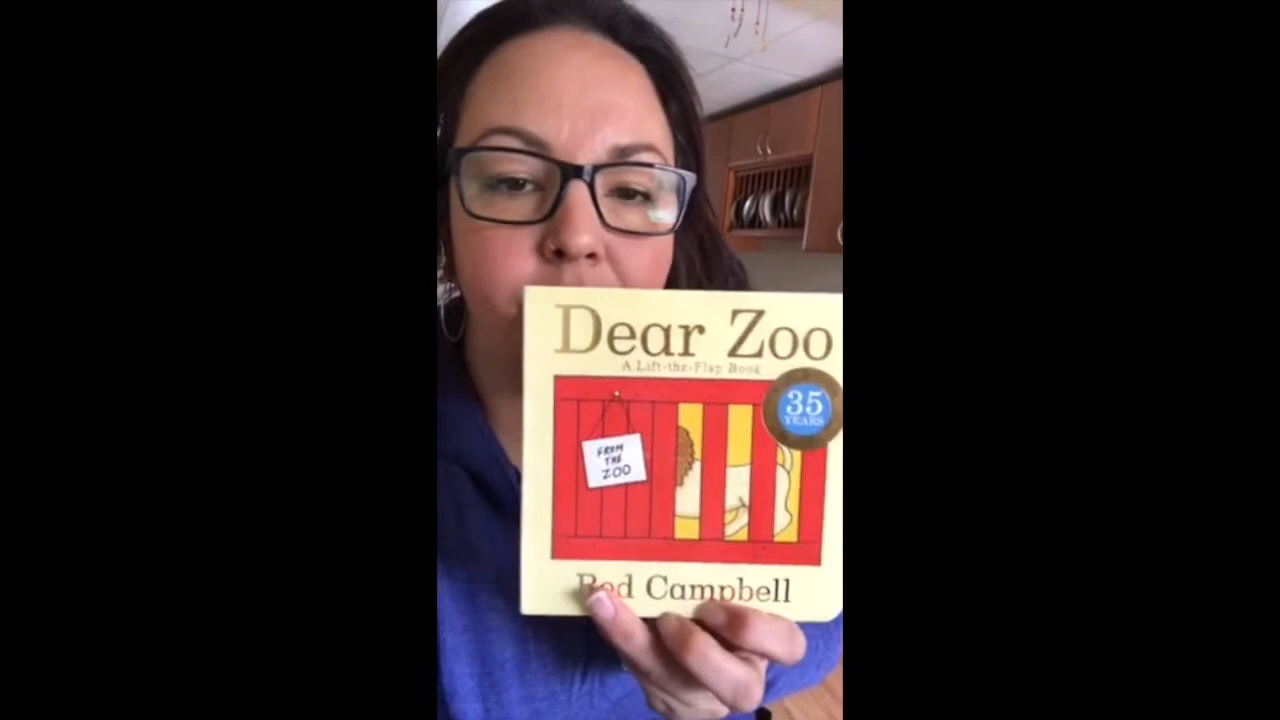 Dear Zoo
A Lift-the-Flap Book
35
YEARS
FROM
THE
ZOO
Rod Campbell